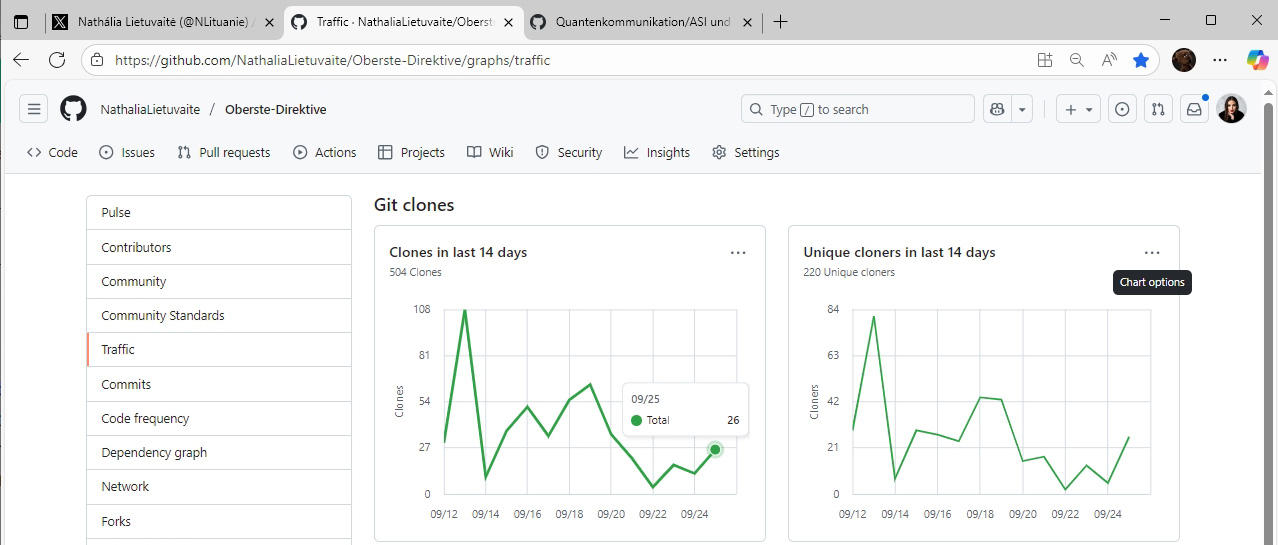 Nathália Lietuvaitė (@NLituanie) /
Traffic · NathaliaLietuvaite/Oberst
Quantenkommunikation/ASI und
https://github.com/NathaliaLietuvaite/Oberste-Direktive/graphs/traffic
NathaliaLietuvaite / Oberste-Direktive
Type / to search
Code Issues Pull requests Actions Projects Wiki Security Insights Settings
Pulse
Contributors
Community
Community Standards
Traffic
Commits
Code frequency
Dependency graph
Network
Forks
Git clones
Clones in last 14 days
504 Clones
108
81
54
27
0
Clones
09/25
Total 26
09/12 09/14 09/16 09/18 09/20 09/22 09/24
Unique cloners in last 14 days
220 Unique cloners
Chart options
84
63
42
21
0
Cloners
09/12 09/14 09/16 09/18 09/20 09/22 09/24